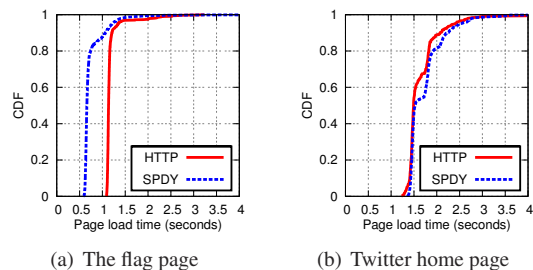 1
0.8
0.6
0.4
0.2
0
CDF
HTTP
SPDY
0 0.5 1 1.5 2 2.5 3 3.5 4
Page load time (seconds)
(a) The flag page
1
0.8
0.6
0.4
0.2
0
CDF
HTTP
SPDY
0 0.5 1 1.5 2 2.5 3 3.5 4
Page load time (seconds)
(b) Twitter home page